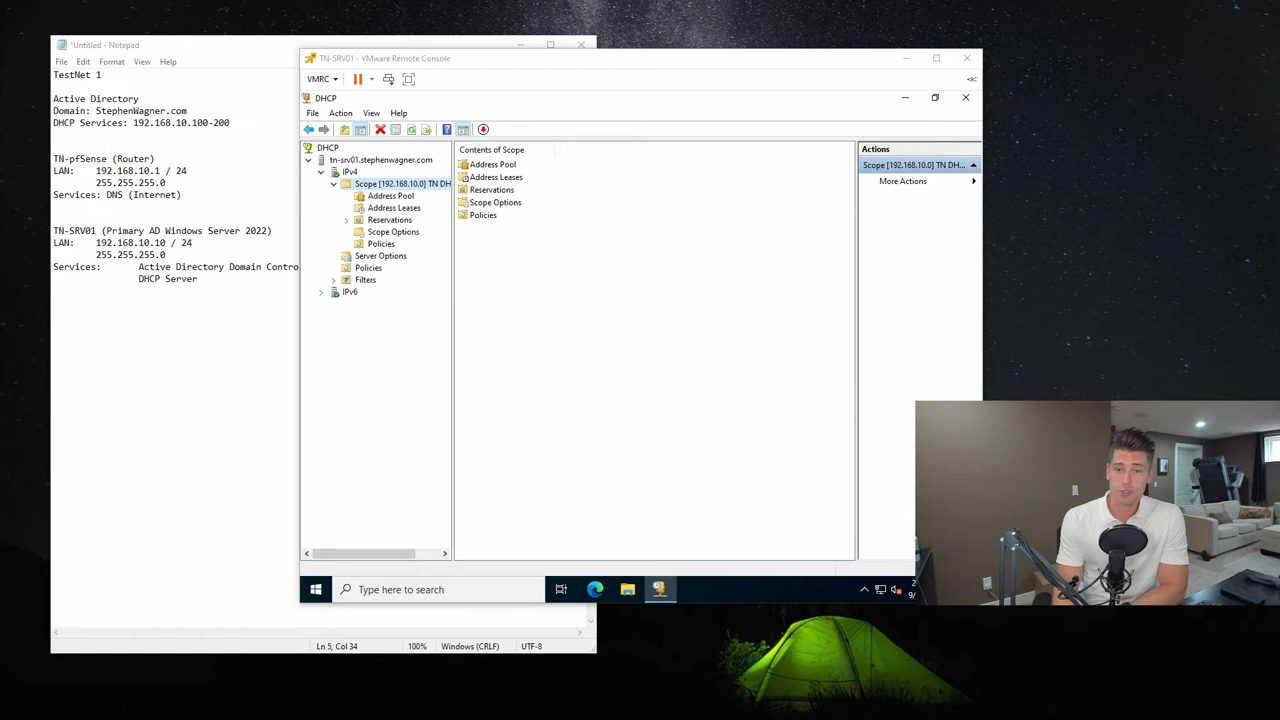 *Untitled - Notepad
File Edit Format View Help
TestNet 1
Active Directory
Domain: StephenWagner.com
DHCP Services: 192.168.10.100-200
TN-pfSense (Router)
LAN: 192.168.10.1 / 24
255.255.255.0
Services: DNS (Internet)
TN-SRV01 (Primary AD Windows Server 2022)
LAN: 192.168.10.10 / 24
255.255.255.0
Services: Active Directory Domain Contro
DHCP Server
Ln 5, Col 34 100% Windows (CRLF) UTF-8
TN-SRV01 - VMware Remote Console
VMRC
DHCP
File Action View Help
DHCP
tn-srv01.stephenwagner.com
IPv4
Scope [192.168.10.0] TN DH
Address Pool
Address Leases
Reservations
Scope Options
Policies
Server Options
Policies
Filters
IPv6
Contents of Scope
Address Pool
Address Leases
Reservations
Scope Options
Policies
Actions
Scope [192.168.10.0] TN DH...
More Actions
Type here to search